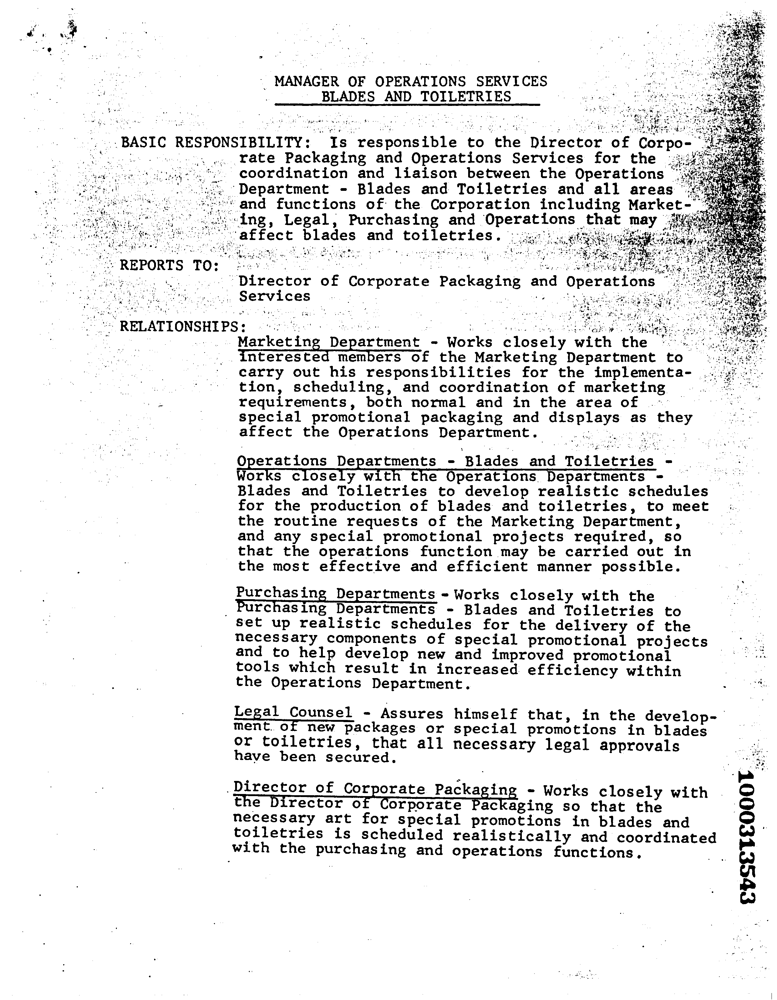 MANAGER OF OPERATIONS SERVICES
BLADES AND TOILETRIES
BASIC RESPONSIBILITY: Is responsible to the Director of Corpo-
rate Packaging and Operations Services for the
coordination and liaison between the Operations
Department - Blades and Toiletries and all areas
and functions of the Corporation including Market-
ing, Legal, Purchasing and Operations that may
affect blades and toiletries.
REPORTS TO:
Director of Corporate Packaging and Operations
Services
RELATIONSHIPS:
Marketing Department - Works closely with the
interested members of the Marketing Department to
carry out his responsibilities for the implementa-
tion, scheduling, and coordination of marketing
requirements, both normal and in the area of
special promotional packaging and displays as they
affect the Operations Department.
Operations Departments - Blades and Toiletries -
Works closely with the Operations Departments -
Blades and Toiletries to develop realistic schedules
for the production of blades and toiletries, to meet
the routine requests of the Marketing Department,
and any special promotional projects required, so
that the operations function may be carried out in
the most effective and efficient manner possible.
Purchasing Departments - Works closely with the
Purchasing Departments - Blades and Toiletries to
set up realistic schedules for the delivery of the
necessary components of special promotional projects
and to help develop new and improved promotional
tools which result in increased efficiency within
the Operations Department.
Legal Counsel - Assures himself that, in the develop-
ment of new packages or special promotions in blades
or toiletries, that all necessary legal approvals
have been secured.
Director of Corporate Packaging - Works closely with
the Director of Corporate Packaging so that the
necessary art for special promotions in blades and
toiletries is scheduled realistically and coordinated
with the purchasing and operations functions.
1000313543